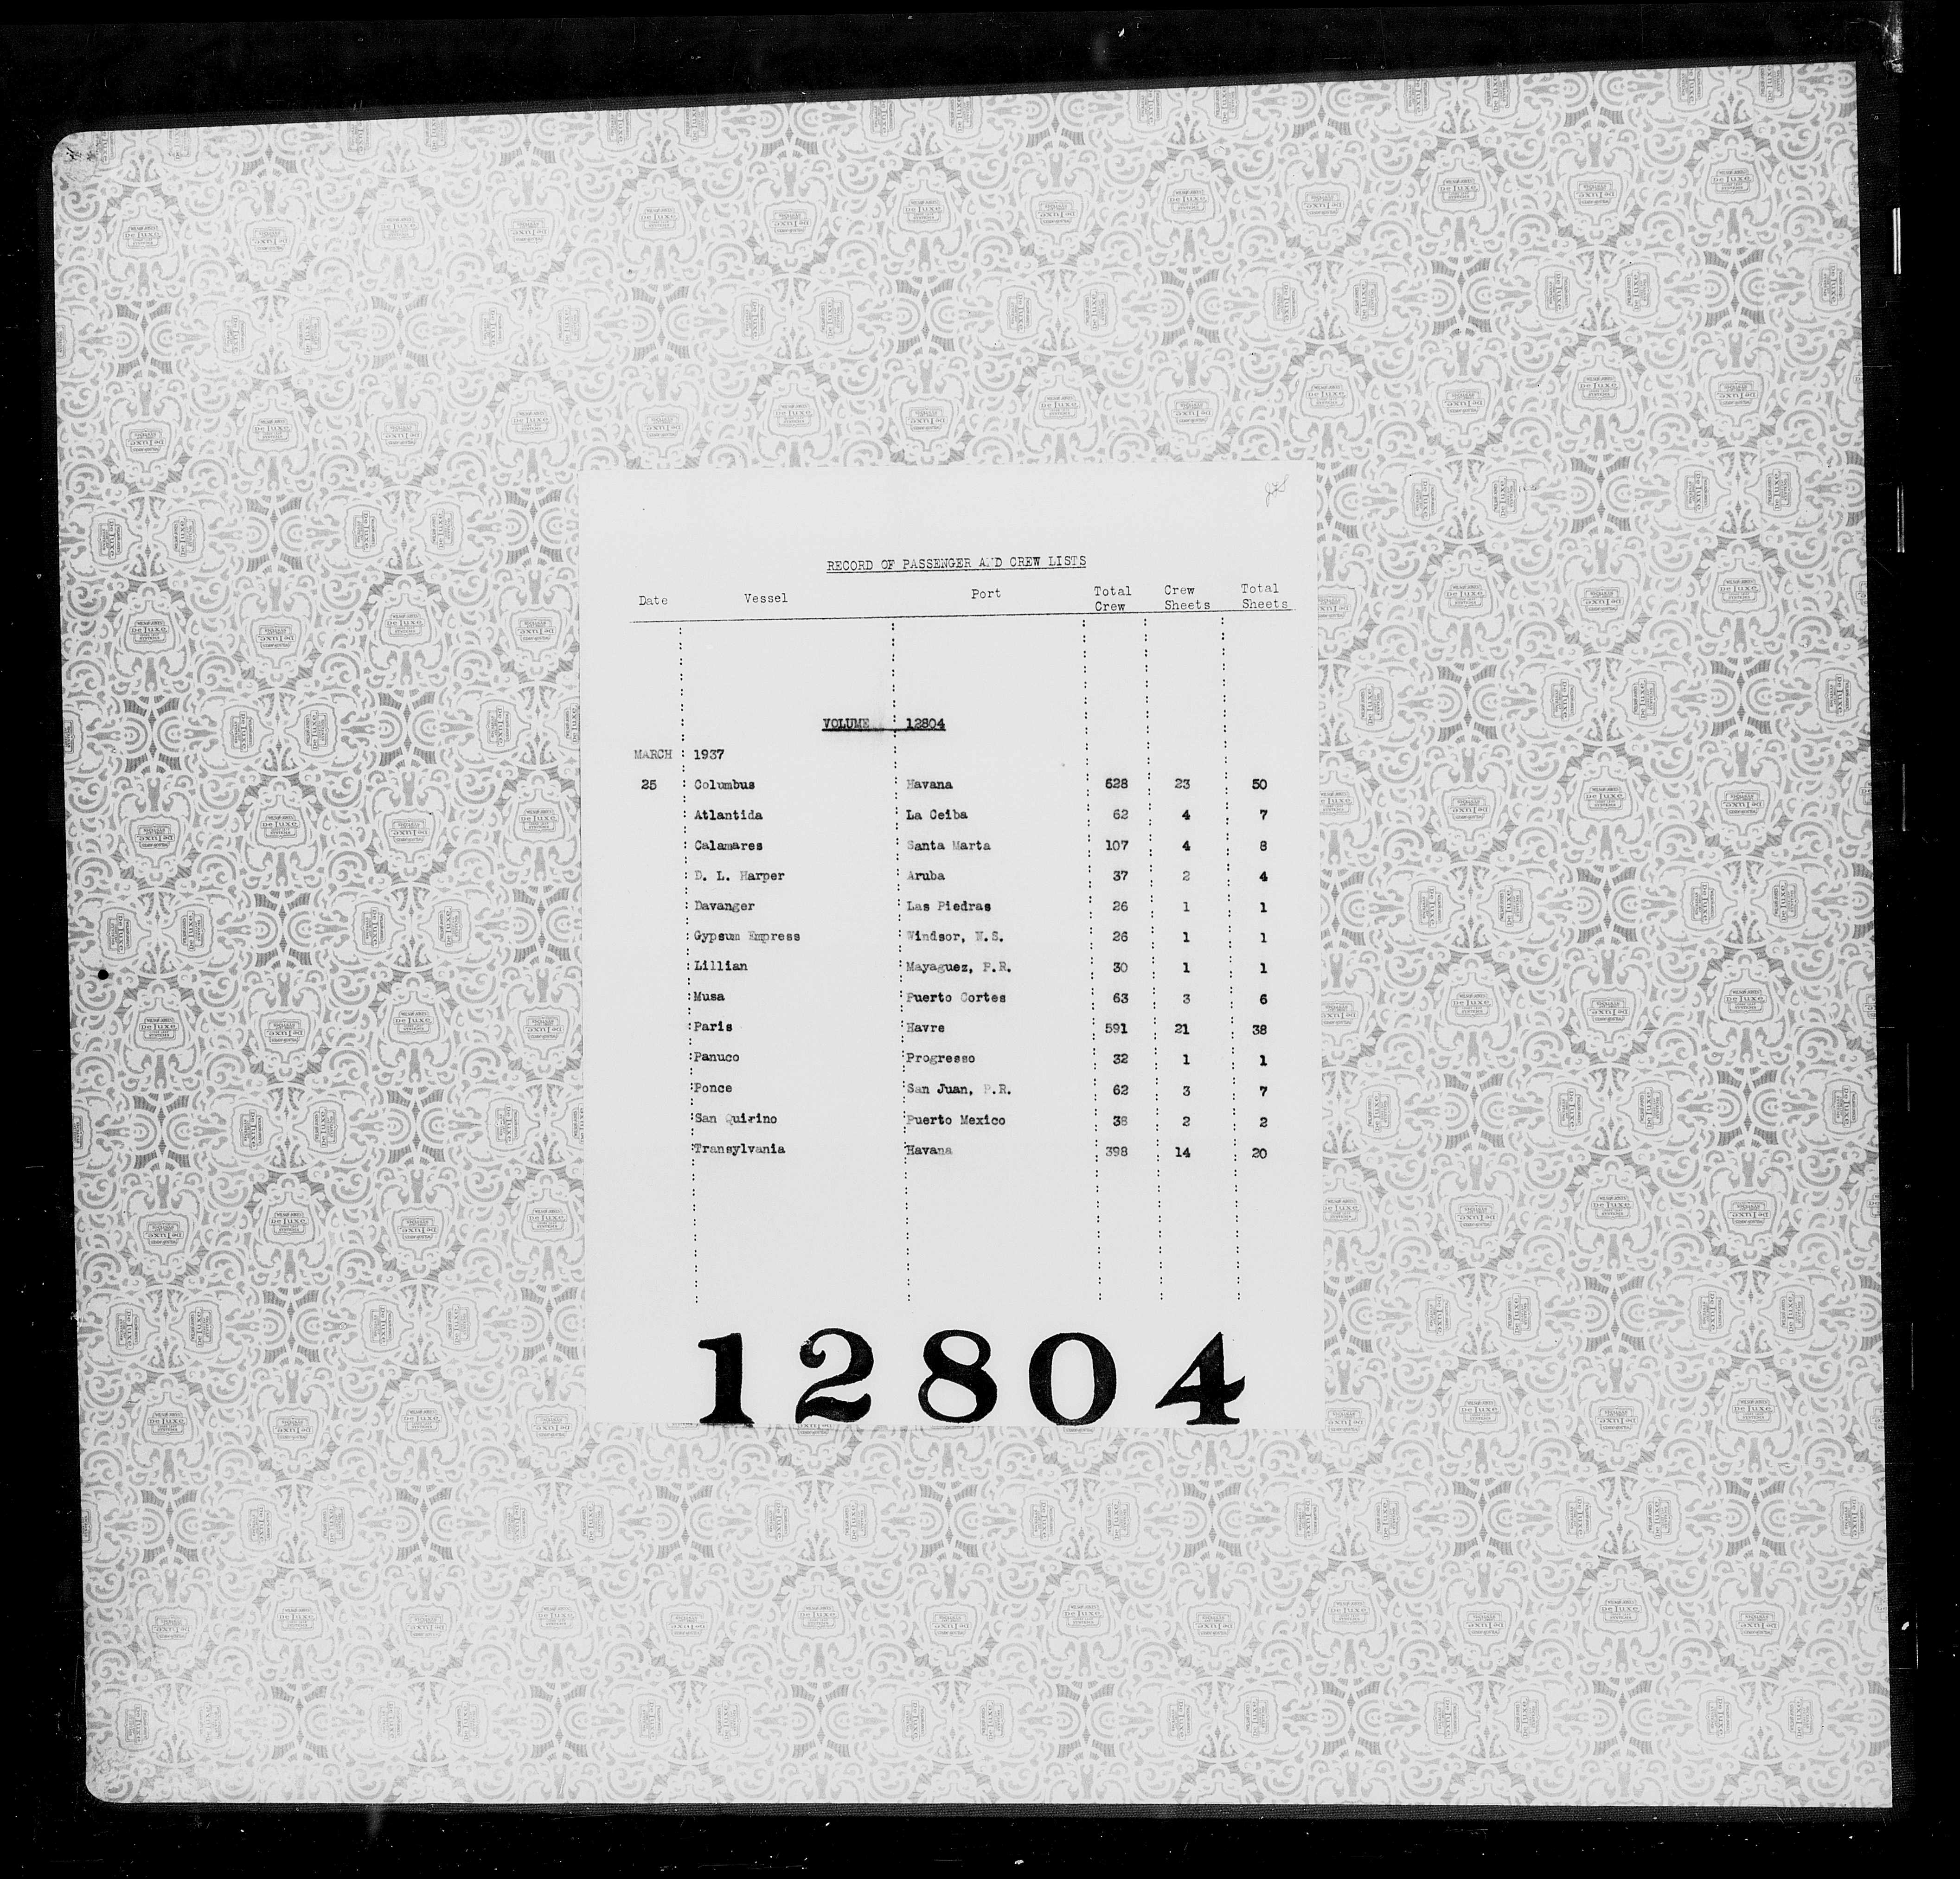 RECORD OF PASSENGER AND CREW LISTS
Date Vessel Port Total Crew Crew Sheets Total Sheets
VOLUME 12804
MARCH 1937
25 Columbus Havana 628 23 50
Atlantida La Ceiba 62 4 7
Calamares Santa Marta 107 4 8
D. L. Harper Aruba 37 2 4
Davanger Las Piedras 26 1 1
Gypsum Empress Windsor, N.S. 26 1 1
Lillian Mayaguez, P.R. 30 1 1
Musa Puerto Cortes 63 3 6
Paris Havre 591 21 38
Panuco Progresso 32 1 1
Ponce San Juan, P.R. 62 3 7
San Quirino Puerto Mexico 38 2 2
Transylvania Havana 398 14 20
12804